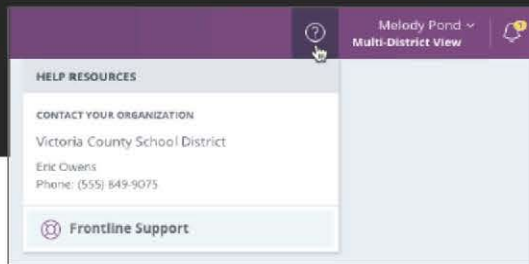 Melody Pond
Multi-District View
1
HELP RESOURCES
CONTACT YOUR ORGANIZATION
Victoria County School District
Eric Owens
Phone: (555) 849-9075
Frontline Support